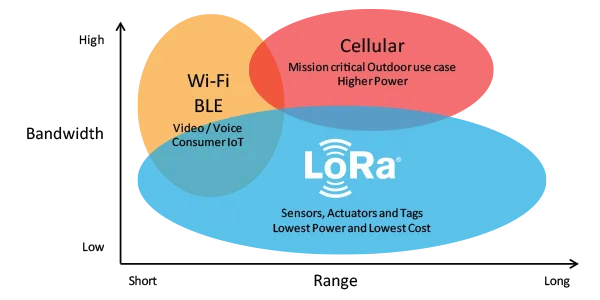 High
Bandwidth
Low
Wi-Fi
BLE
Video / Voice
Consumer IoT
Cellular
Mission critical Outdoor use case
Higher Power
LoRa®
Sensors, Actuators and Tags
Lowest Power and Lowest Cost
Short
Range
Long